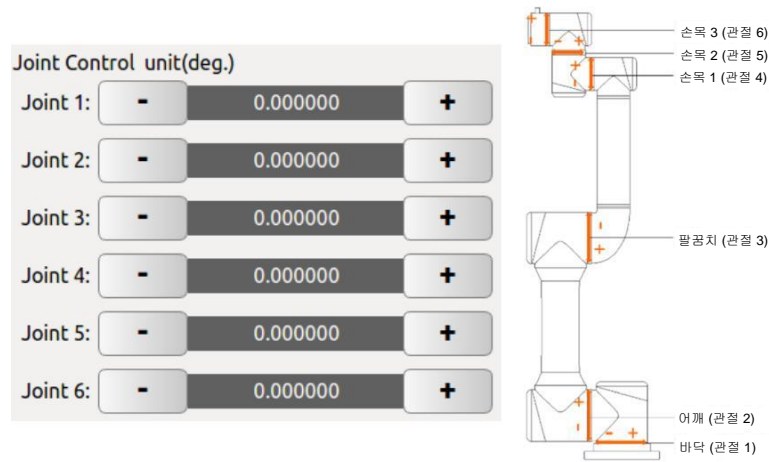 Joint Control unit(deg.)
Joint 1: - 0.000000 +
Joint 2: - 0.000000 +
Joint 3: - 0.000000 +
Joint 4: - 0.000000 +
Joint 5: - 0.000000 +
Joint 6: - 0.000000 +
손목 3 (관절 6)
손목 2 (관절 5)
손목 1 (관절 4)
팔꿈치 (관절 3)
어깨 (관절 2)
바닥 (관절 1)